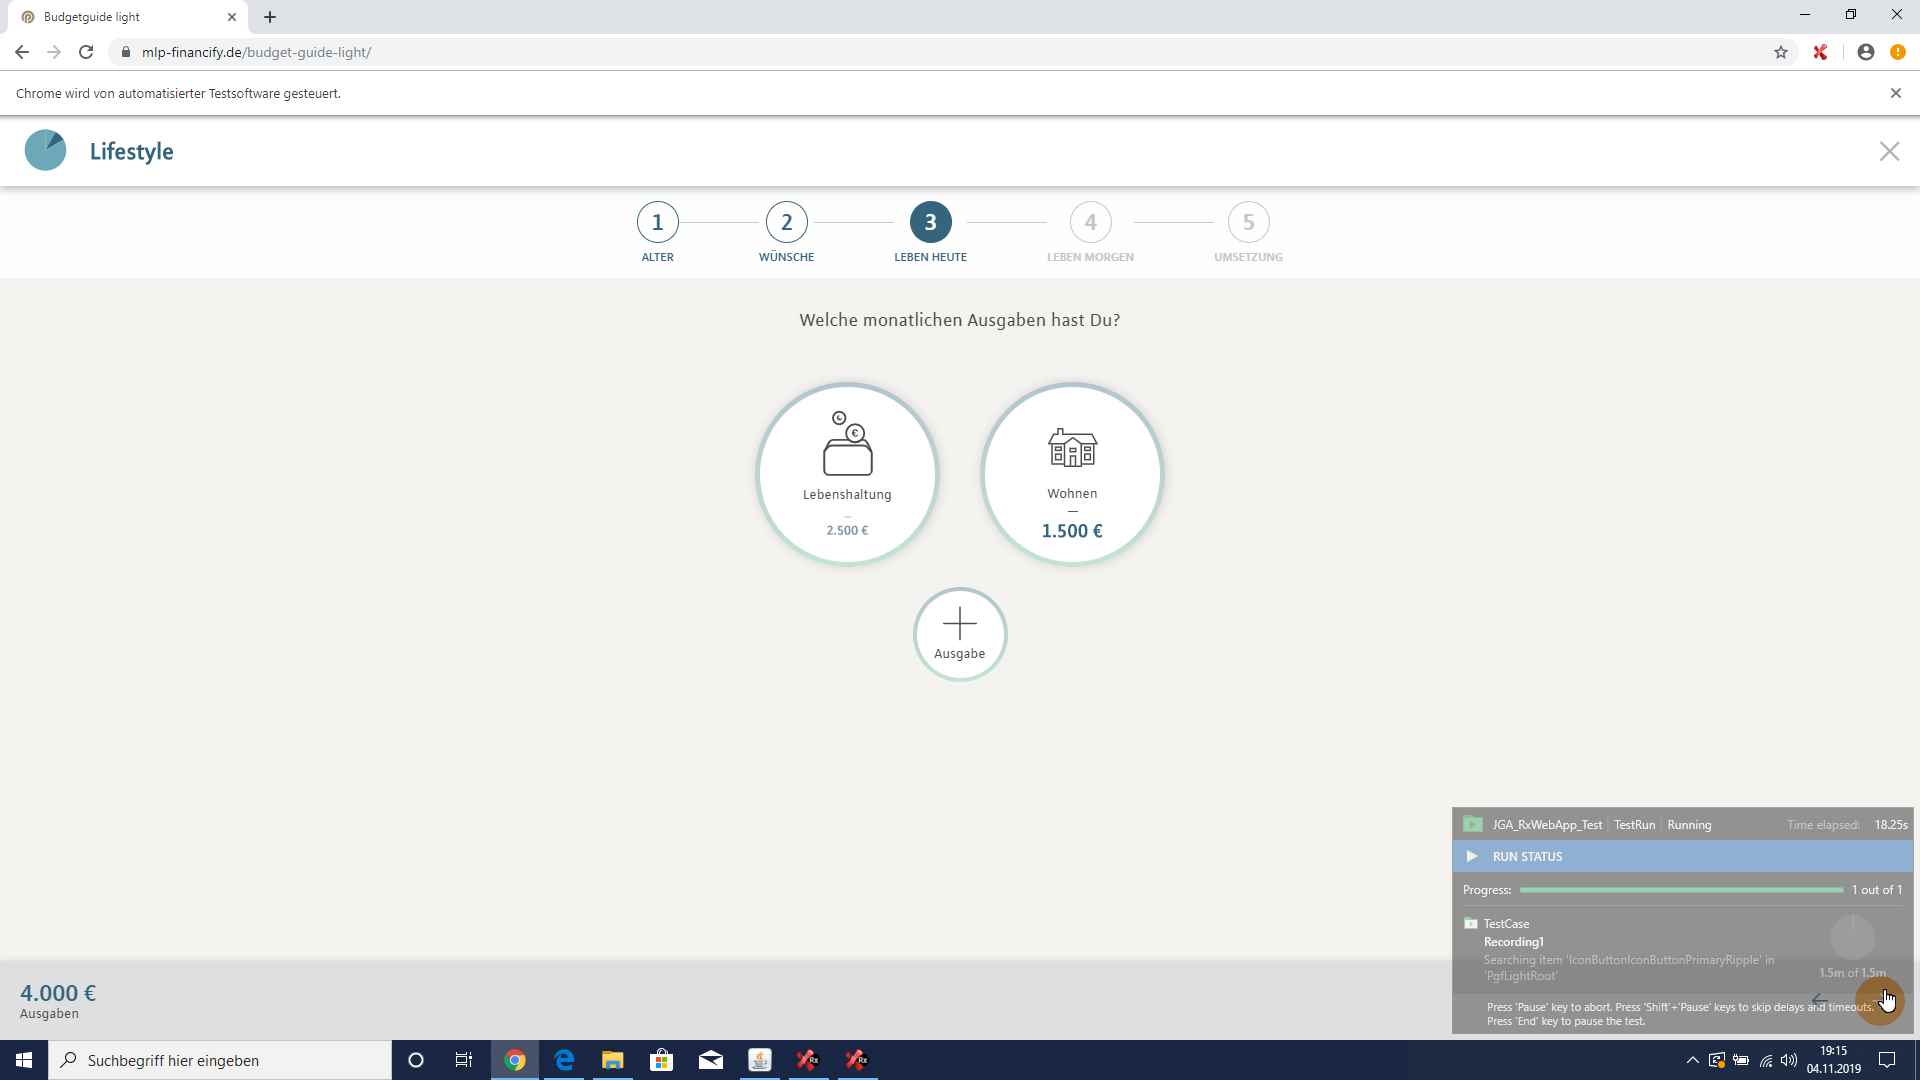 Budgetguide light
mlp-financify.de/budget-guide-light/
Chrome wird von automatisierter Testsoftware gesteuert.
Lifestyle
1
ALTER
2
WÜNSCHE
3
LEBEN HEUTE
4
LEBEN MORGEN
5
UMSETZUNG
Welche monatlichen Ausgaben hast Du?
€
Lebenshaltung
2.500 €
Wohnen
1.500 €
Ausgabe
JGA_RxWebApp_Test TestRun Running Time elapsed: 18.25s
RUN STATUS
Progress: 1 out of 1
TestCase
Recording1
Searching item 'IconButtonIconButtonPrimaryRipple' in
'PgfLightRoot'
1.5m of 1.5m
Press 'Pause' key to abort. Press 'Shift'+'Pause' keys to skip delays and timeouts.
Press 'End' key to pause the test.
4.000 €
Ausgaben
Suchbegriff hier eingeben
Rx
Rx
19:15
04.11.2019